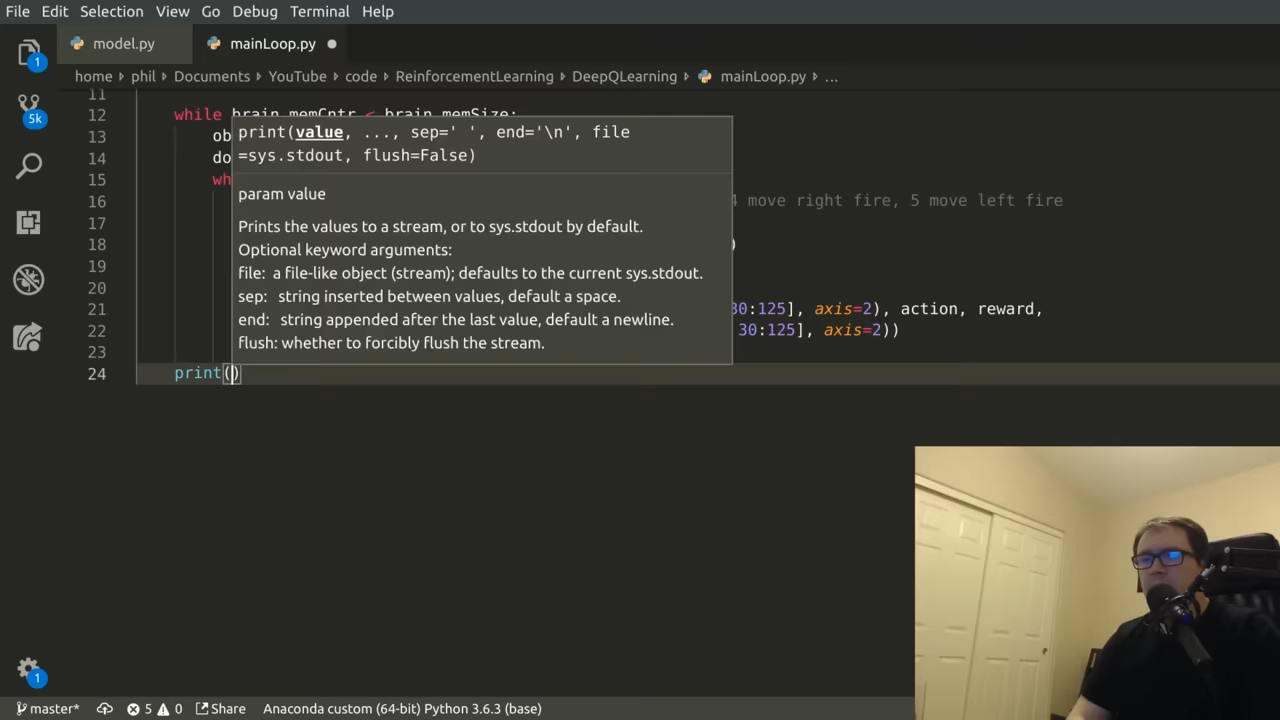 File Edit Selection View Go Debug Terminal Help
model.py mainLoop.py
home › phil › Documents › YouTube › code › ReinforcementLearning › DeepQLearning › mainLoop.py › ...
11
12 while brain.memCntr < brain.memSize:
13 ob
14 do
15 wh
16 4 move right fire, 5 move left fire
17
18 )
19
20
21 30:125], axis=2), action, reward,
22 30:125], axis=2))
23
24 print()
print(value, ..., sep=' ', end='\n', file
=sys.stdout, flush=False)
param value
Prints the values to a stream, or to sys.stdout by default.
Optional keyword arguments:
file: a file-like object (stream); defaults to the current sys.stdout.
sep: string inserted between values, default a space.
end: string appended after the last value, default a newline.
flush: whether to forcibly flush the stream.
1
5k
1
master* 5 0 Share Anaconda custom (64-bit) Python 3.6.3 (base)